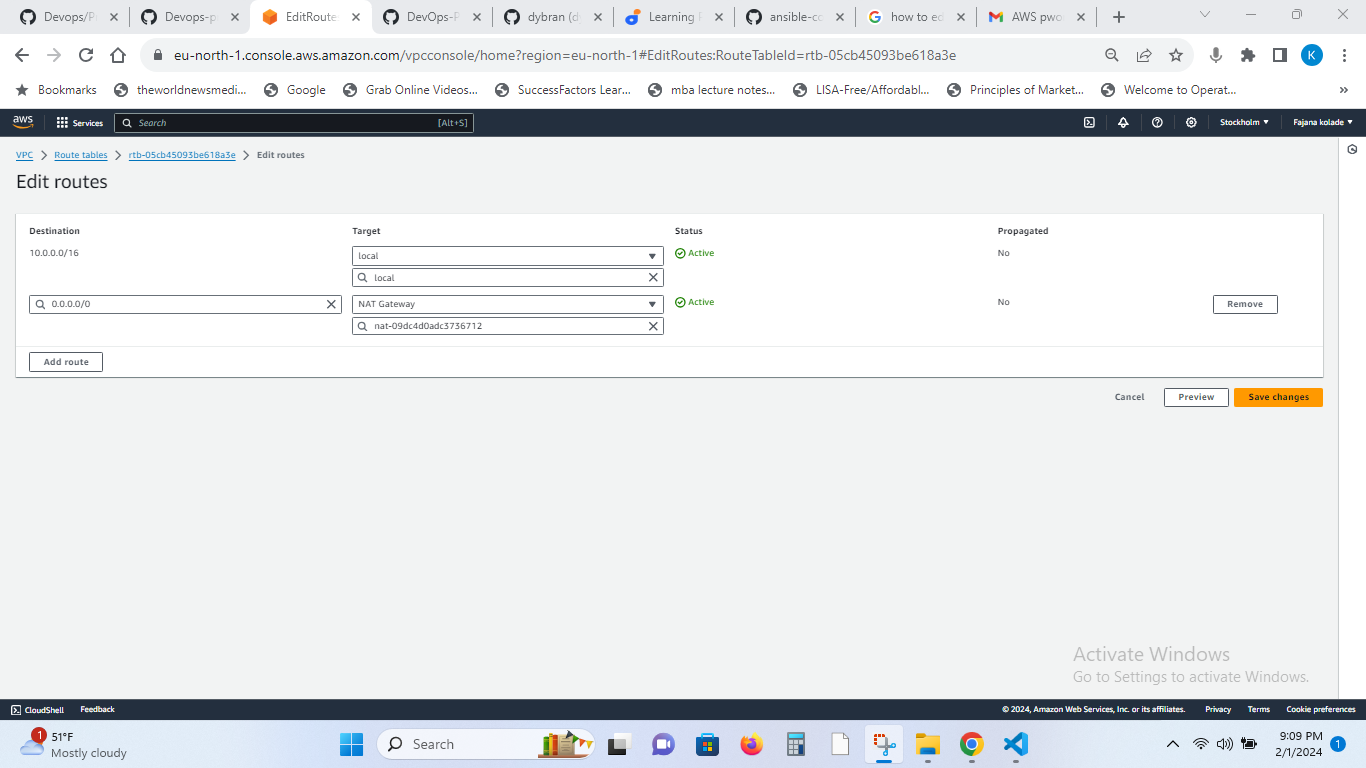 Devops/P
Devops-p
EditRoute
DevOps-P
dybran (d
Learning
ansible-co
how to ed
AWS pwo
eu-north-1.console.aws.amazon.com/vpcconsole/home?region=eu-north-1#EditRoutes:RouteTableId=rtb-05cb45093be618a3e
K
Bookmarks
theworldnewsmedi...
Google
Grab Online Videos...
SuccessFactors Lear...
mba lecture notes...
LISA-Free/Affordabl...
Principles of Market...
Welcome to Operat...
»
aws
Services
Search
[Alt+S]
Stockholm
Fajana kolade
VPC
Route tables
rtb-05cb45093be618a3e
Edit routes
Edit routes
Destination
Target
Status
Propagated
10.0.0.0/16
local
Active
No
local
0.0.0.0/0
NAT Gateway
Active
No
Remove
nat-09dc4d0adc3736712
Add route
Cancel
Preview
Save changes
Activate Windows
Go to Settings to activate Windows.
CloudShell
Feedback
© 2024, Amazon Web Services, Inc. or its affiliates.
Privacy
Terms
Cookie preferences
1
51°F
Mostly cloudy
Search
9:09 PM
2/1/2024
1